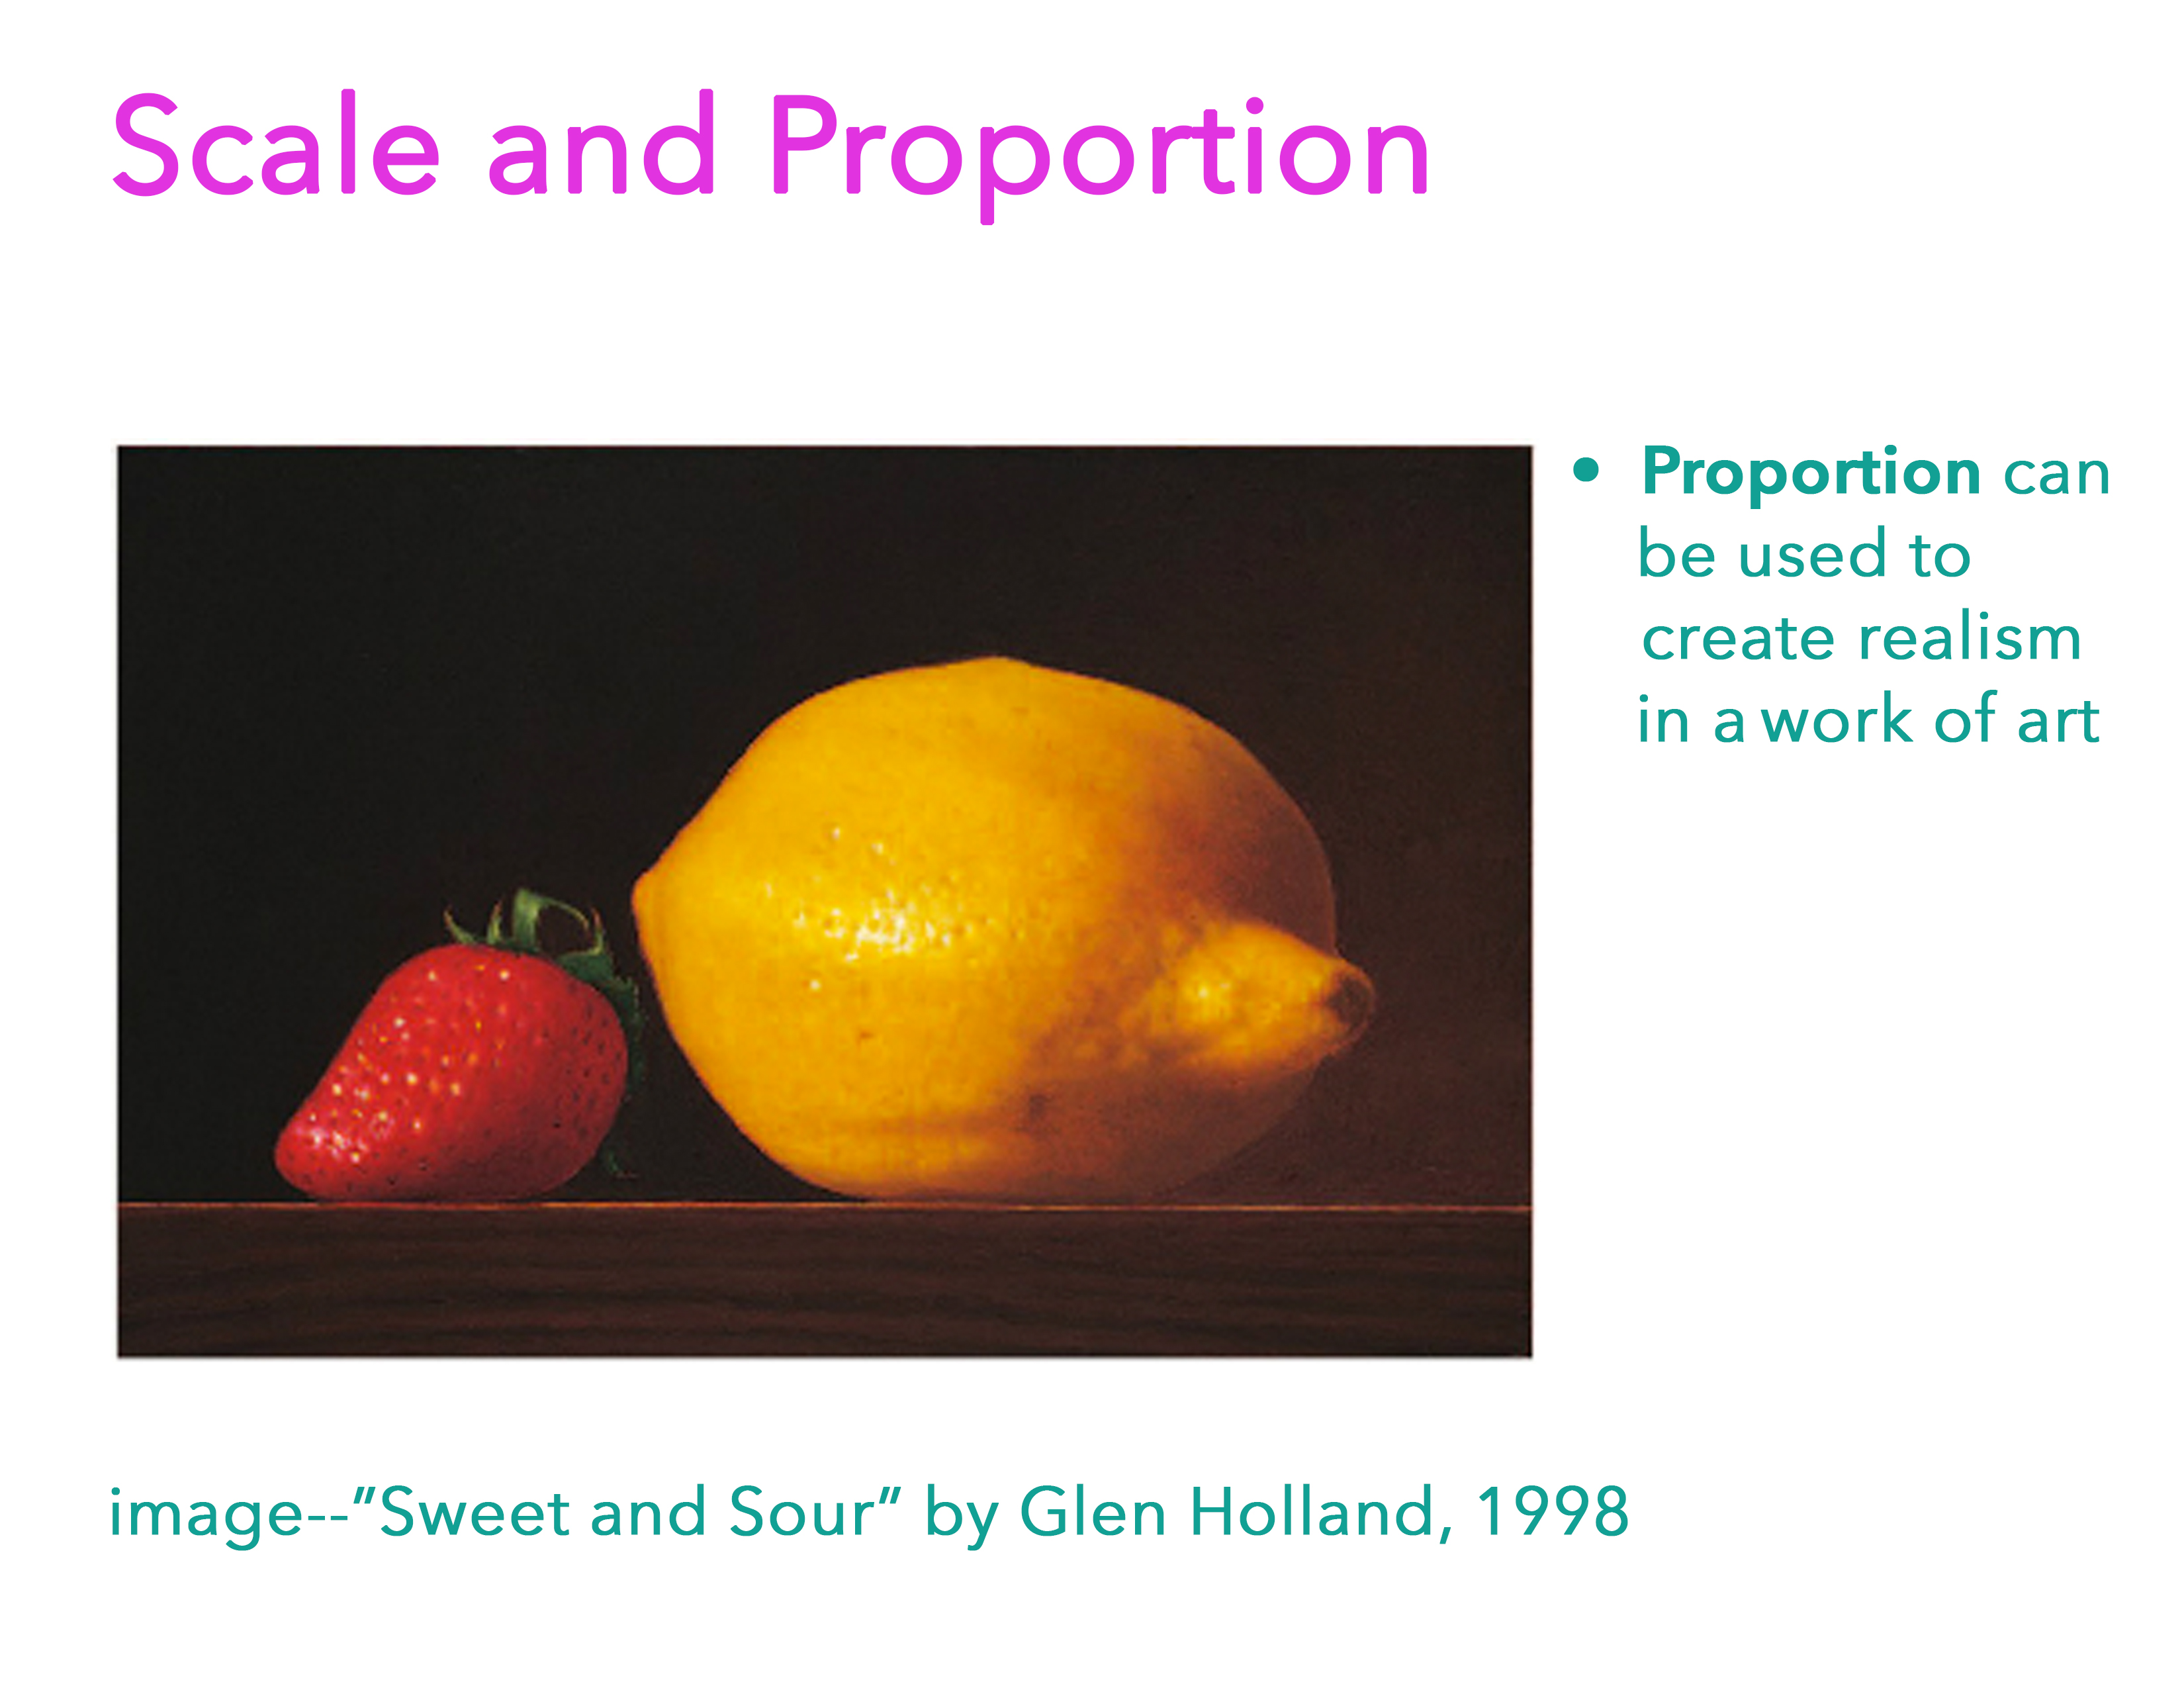 Scale and Proportion
• Proportion can
be used to
create realism
in a work of art
image--"Sweet and Sour" by Glen Holland, 1998